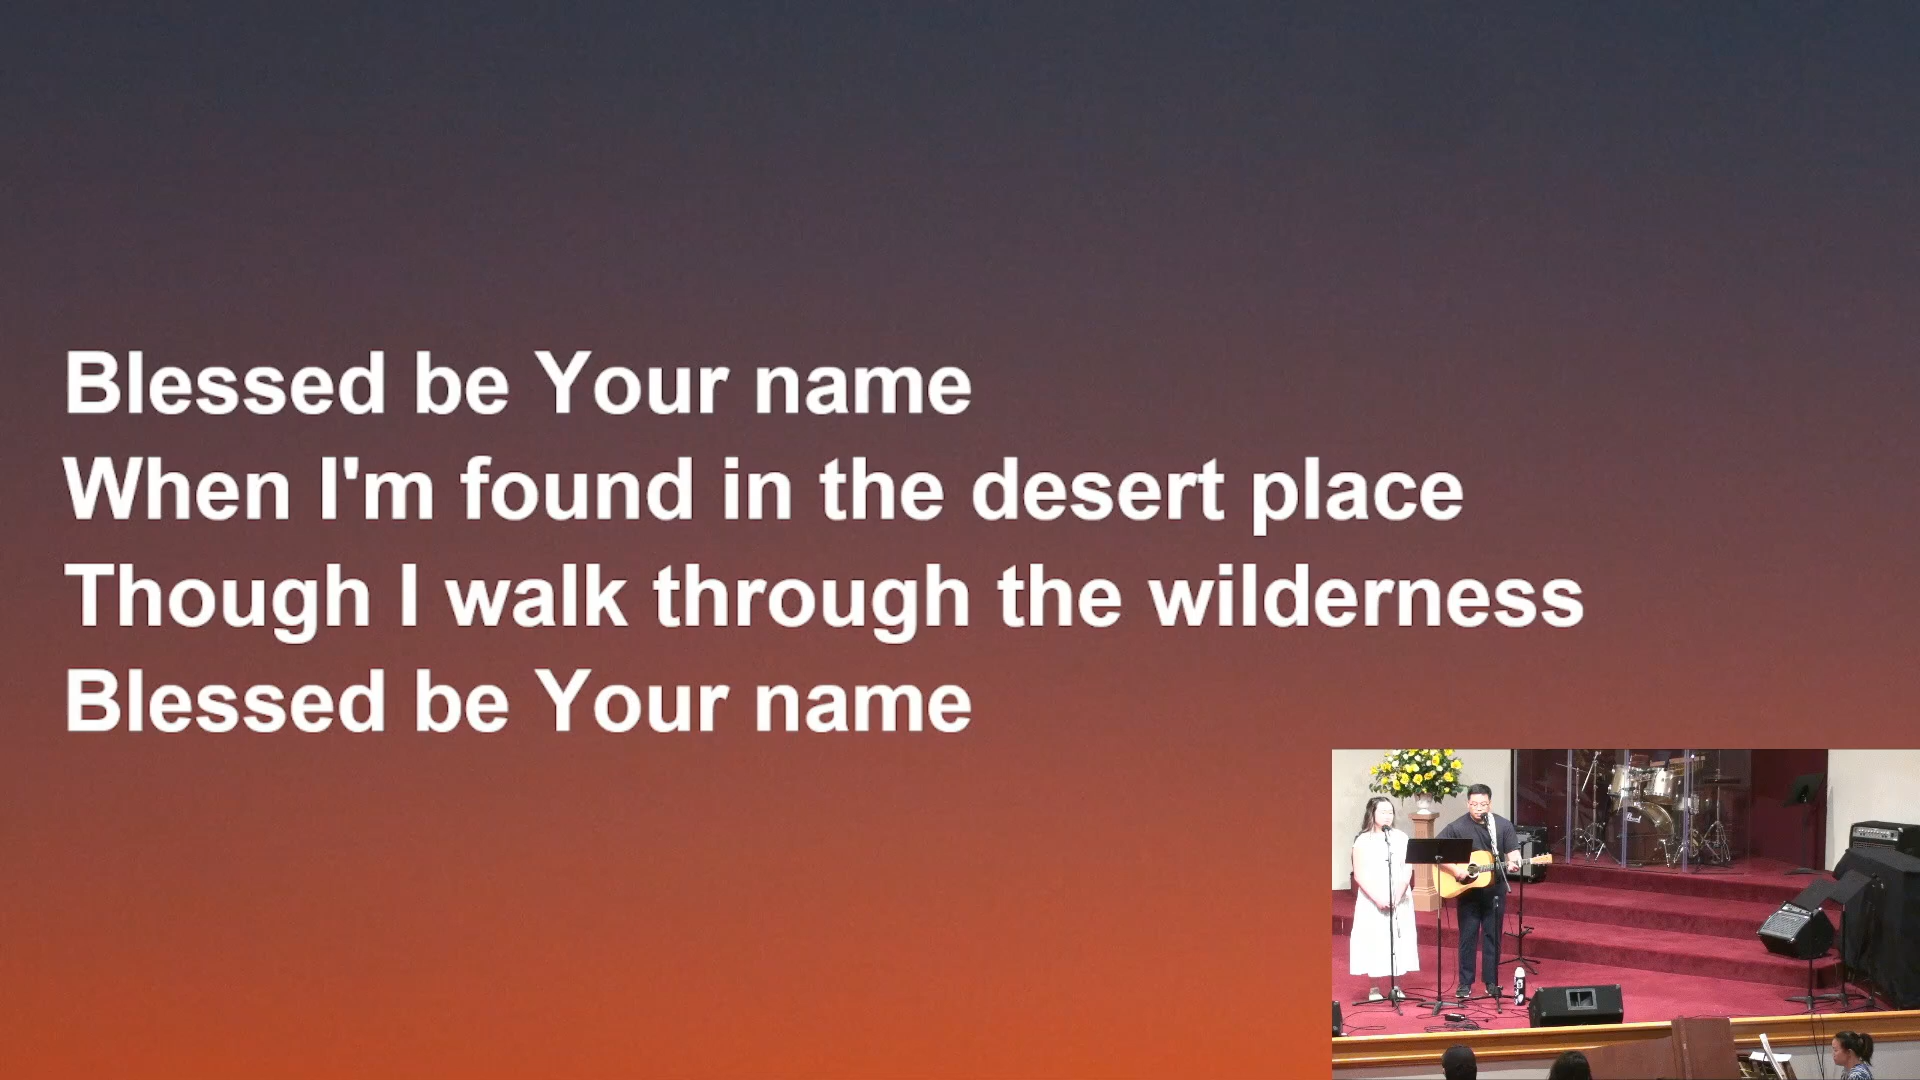 Blessed be Your name
When I'm found in the desert place
Though I walk through the wilderness
Blessed be Your name